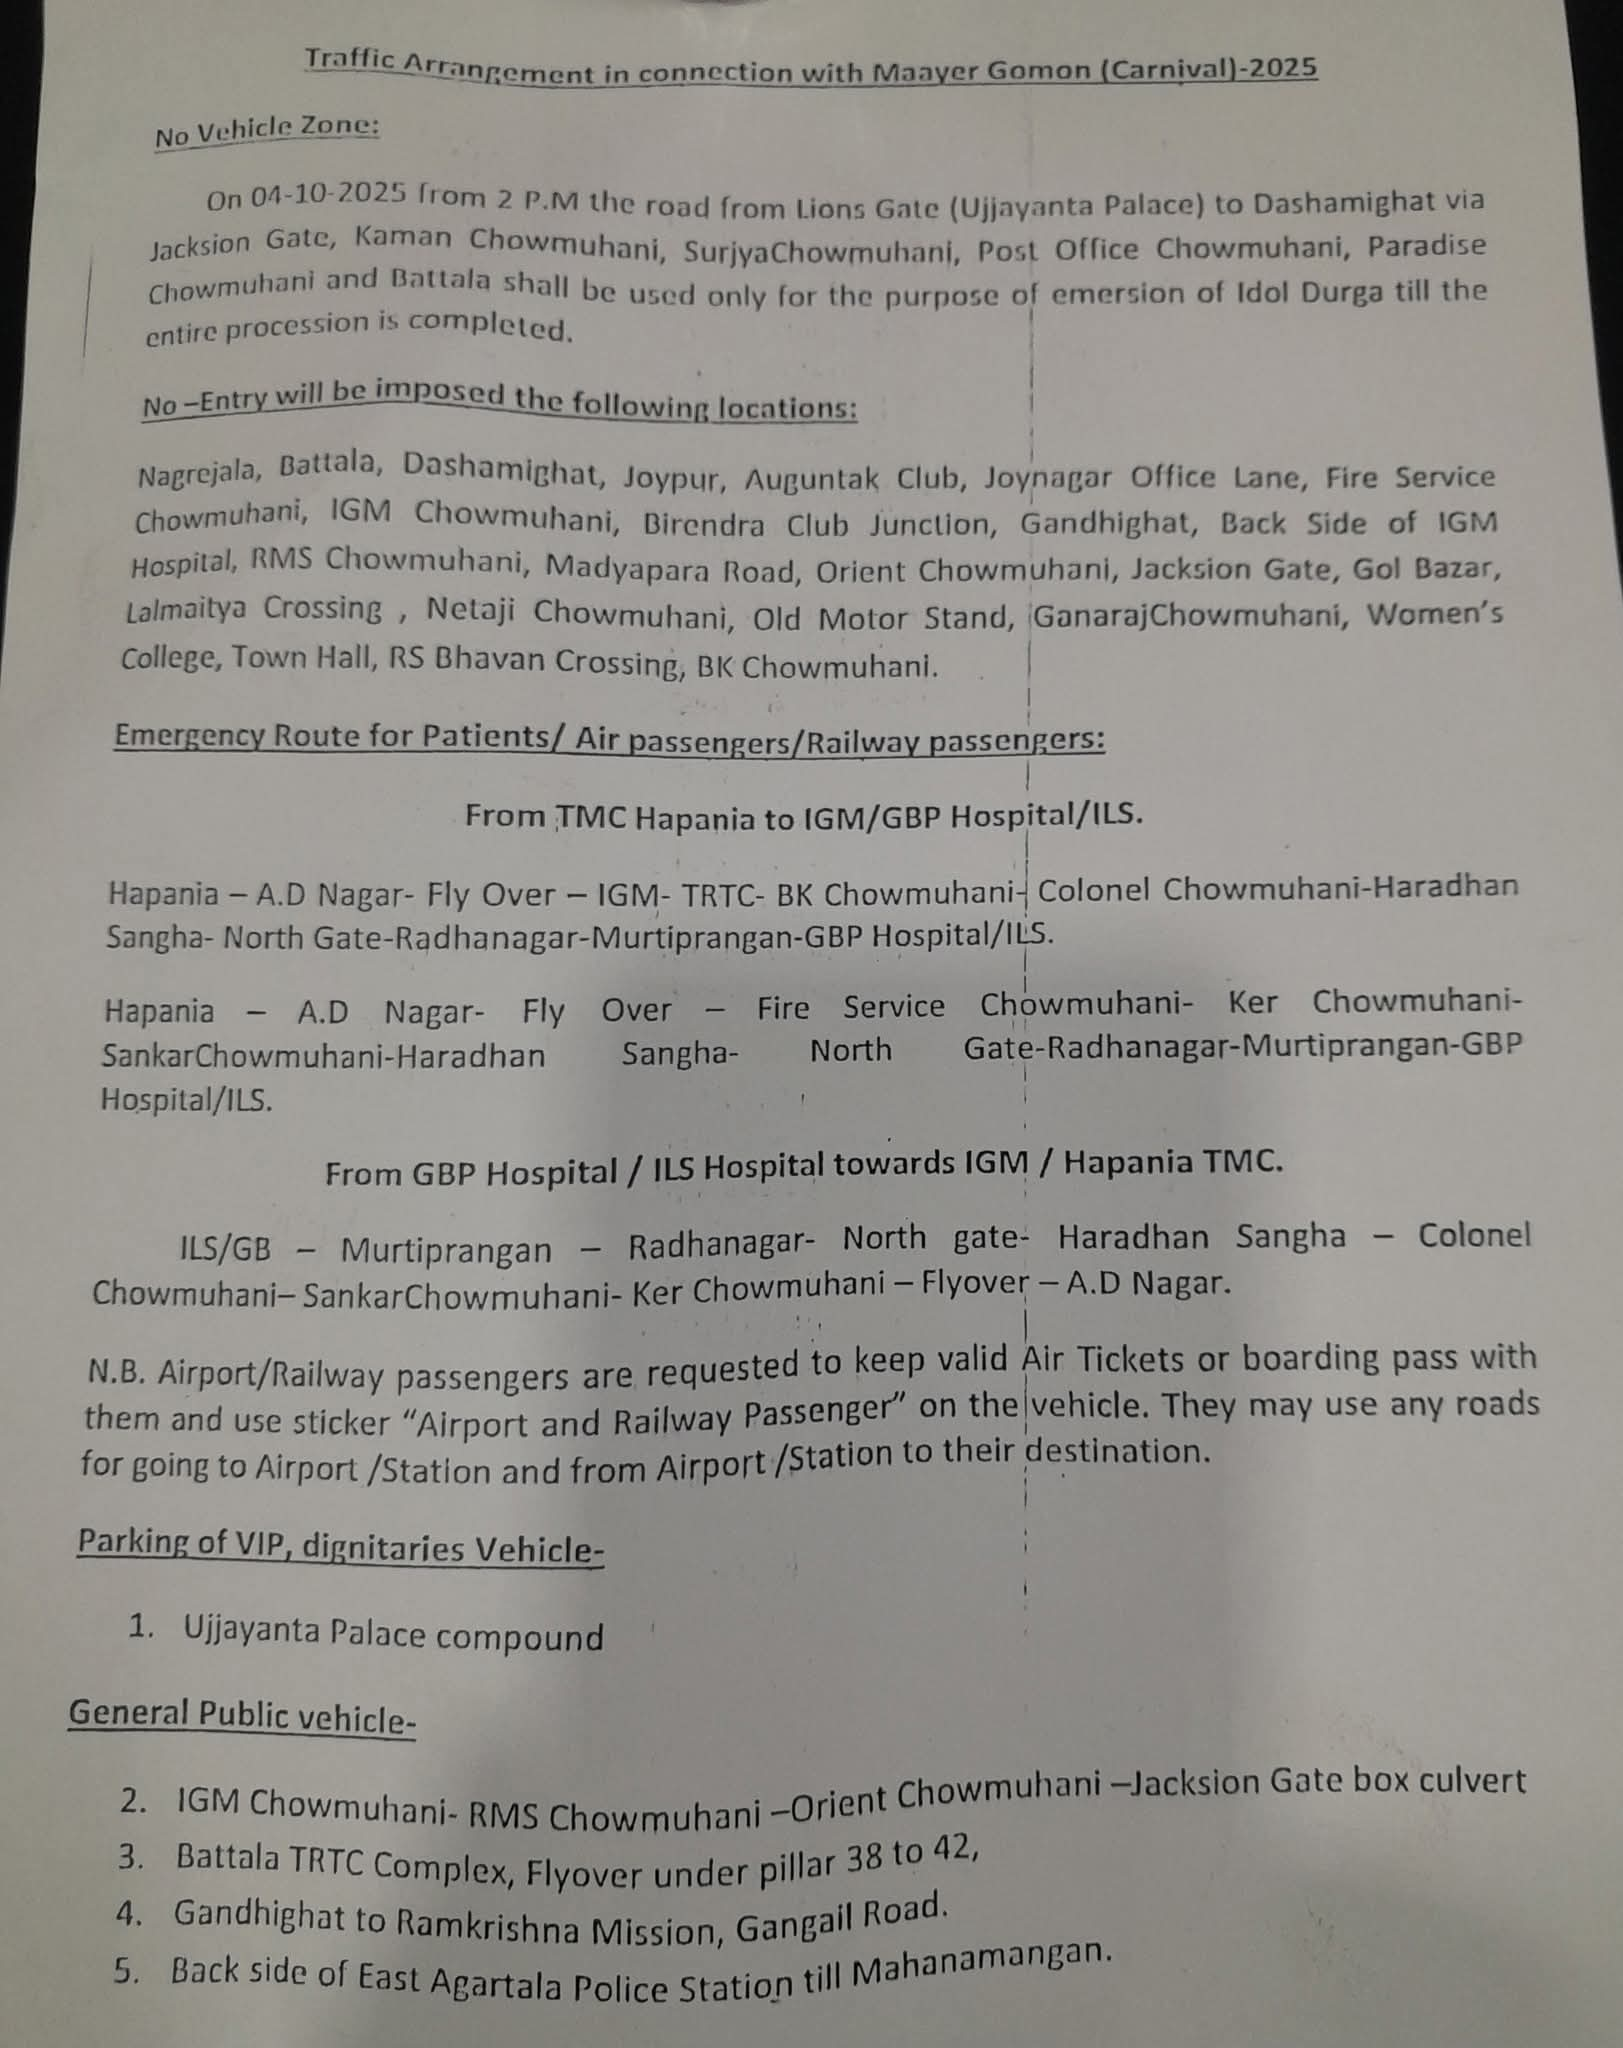 Traffic Arrangement in connection with Maayer Gomon (Carnival)-2025
No Vehicle Zone:
On 04-10-2025 from 2 P.M the road from Lions Gate (Ujjayanta Palace) to Dashamighat via
Jacksion Gate, Kaman Chowmuhani, SurjyaChowmuhani, Post Office Chowmuhani, Paradise
Chowmuhani and Battala shall be used only for the purpose of emersion of Idol Durga till the
entire procession is completed.
No –Entry will be imposed the following locations:
Nagrejala, Battala, Dashamighat, Joypur, Auguntak Club, Joynagar Office Lane, Fire Service
Chowmuhani, IGM Chowmuhani, Birendra Club Junction, Gandhighat, Back Side of IGM
Hospital, RMS Chowmuhani, Madyapara Road, Orient Chowmuhani, Jacksion Gate, Gol Bazar,
Lalmaitya Crossing , Netaji Chowmuhani, Old Motor Stand, GanarajChowmuhani, Women's
College, Town Hall, RS Bhavan Crossing, BK Chowmuhani.
Emergency Route for Patients/ Air passengers/Railway passengers:
From TMC Hapania to IGM/GBP Hospital/ILS.
Hapania – A.D Nagar- Fly Over – IGM- TRTC- BK Chowmuhani- Colonel Chowmuhani-Haradhan
Sangha- North Gate-Radhanagar-Murtiprangan-GBP Hospital/ILS.
Hapania – A.D Nagar- Fly Over – Fire Service Chowmuhani- Ker Chowmuhani-
SankarChowmuhani-Haradhan Sangha- North Gate-Radhanagar-Murtiprangan-GBP
Hospital/ILS.
From GBP Hospital / ILS Hospital towards IGM / Hapania TMC.
ILS/GB – Murtiprangan – Radhanagar- North gate- Haradhan Sangha – Colonel
Chowmuhani– SankarChowmuhani- Ker Chowmuhani – Flyover – A.D Nagar.
N.B. Airport/Railway passengers are requested to keep valid Air Tickets or boarding pass with
them and use sticker "Airport and Railway Passenger" on the vehicle. They may use any roads
for going to Airport /Station and from Airport /Station to their destination.
Parking of VIP, dignitaries Vehicle-
1. Ujjayanta Palace compound
General Public vehicle-
2. IGM Chowmuhani- RMS Chowmuhani –Orient Chowmuhani –Jacksion Gate box culvert
3. Battala TRTC Complex, Flyover under pillar 38 to 42,
4. Gandhighat to Ramkrishna Mission, Gangail Road.
5. Back side of East Agartala Police Station till Mahanamangan.